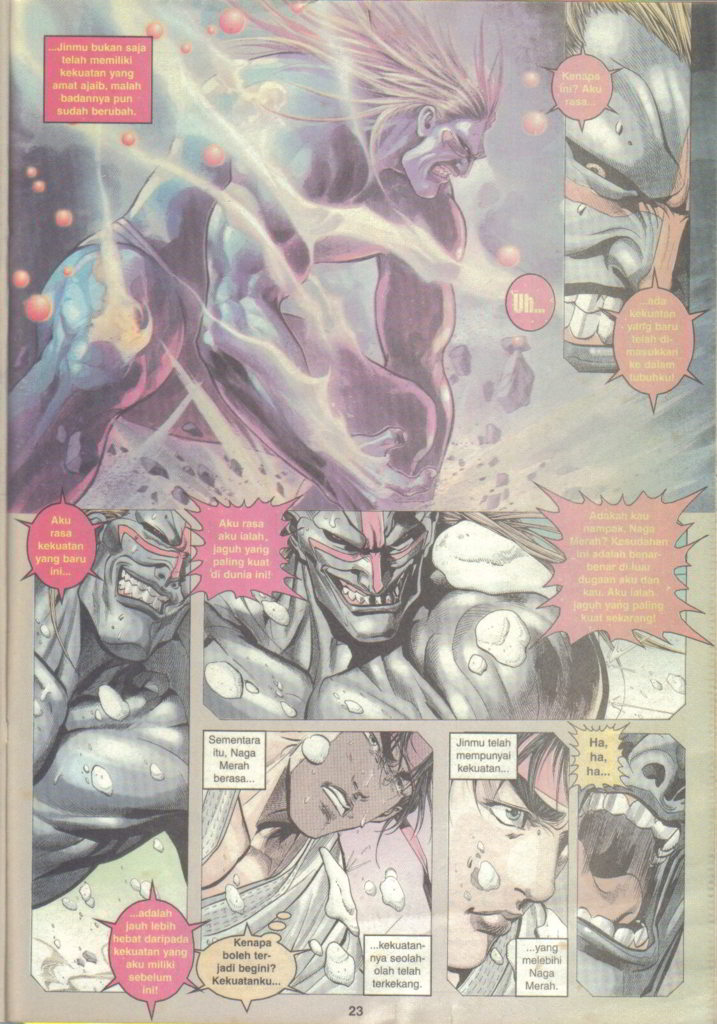 ...Jinmu bukan saja
telah memiliki
kekuatan yang
amat ajaib, malah
badannya pun
sudah berubah.
Kenapa
ini? Aku
rasa...
Uh...
...ada
kekuatan
yang baru
telah di-
masukkan
ke dalam
tubuhku!
Aku
rasa
kekuatan
yang baru
ini...
Aku rasa
aku ialah,
jaguh yang
paling kuat
di dunia ini!
Adakah kau
nampak, Naga
Merah? Kesudahan
ini adalah benar-
benar di luar
dugaan aku dan
kau. Aku ialah
jaguh yang paling
kuat sekarang!
...adalah
jauh lebih
hebat daripada
kekuatan yang
aku miliki
sebelum
ini!
Sementara
itu, Naga
Merah
berasa...
Kenapa
boleh ter-
jadi begini?
Kekuatanku...
...kekuatan-
nya seolah-
olah telah
terkekang.
Jinmu telah
mempunyai
kekuatan...
...yang
melebihi
Naga
Merah.
Ha,
ha,
ha...
23